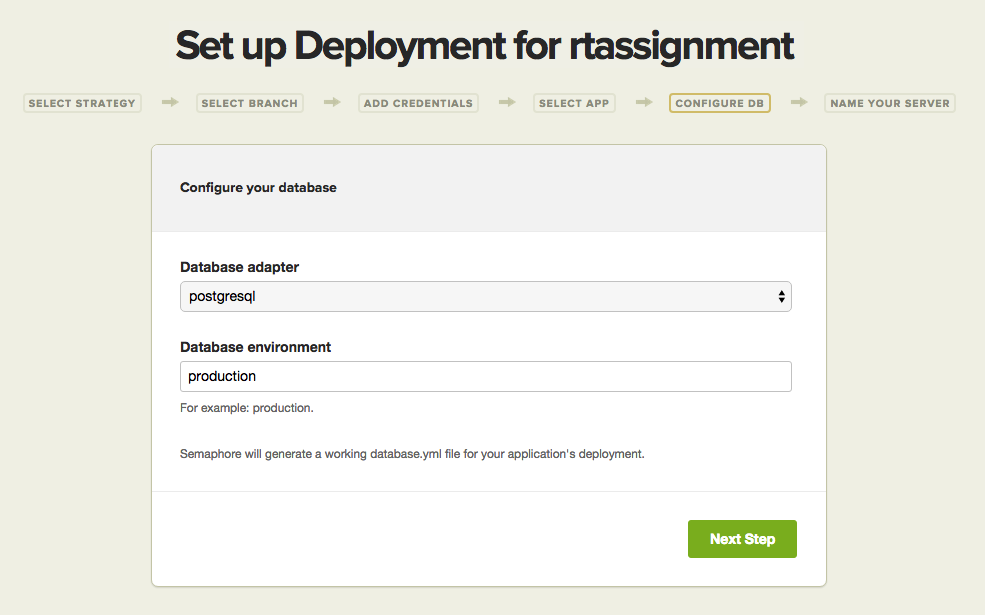 Set up Deployment for rtassignment
SELECT STRATEGY SELECT BRANCH ADD CREDENTIALS SELECT APP CONFIGURE DB NAME YOUR SERVER
Configure your database
Database adapter
postgresql
Database environment
production
For example: production.
Semaphore will generate a working database.yml file for your application's deployment.
Next Step